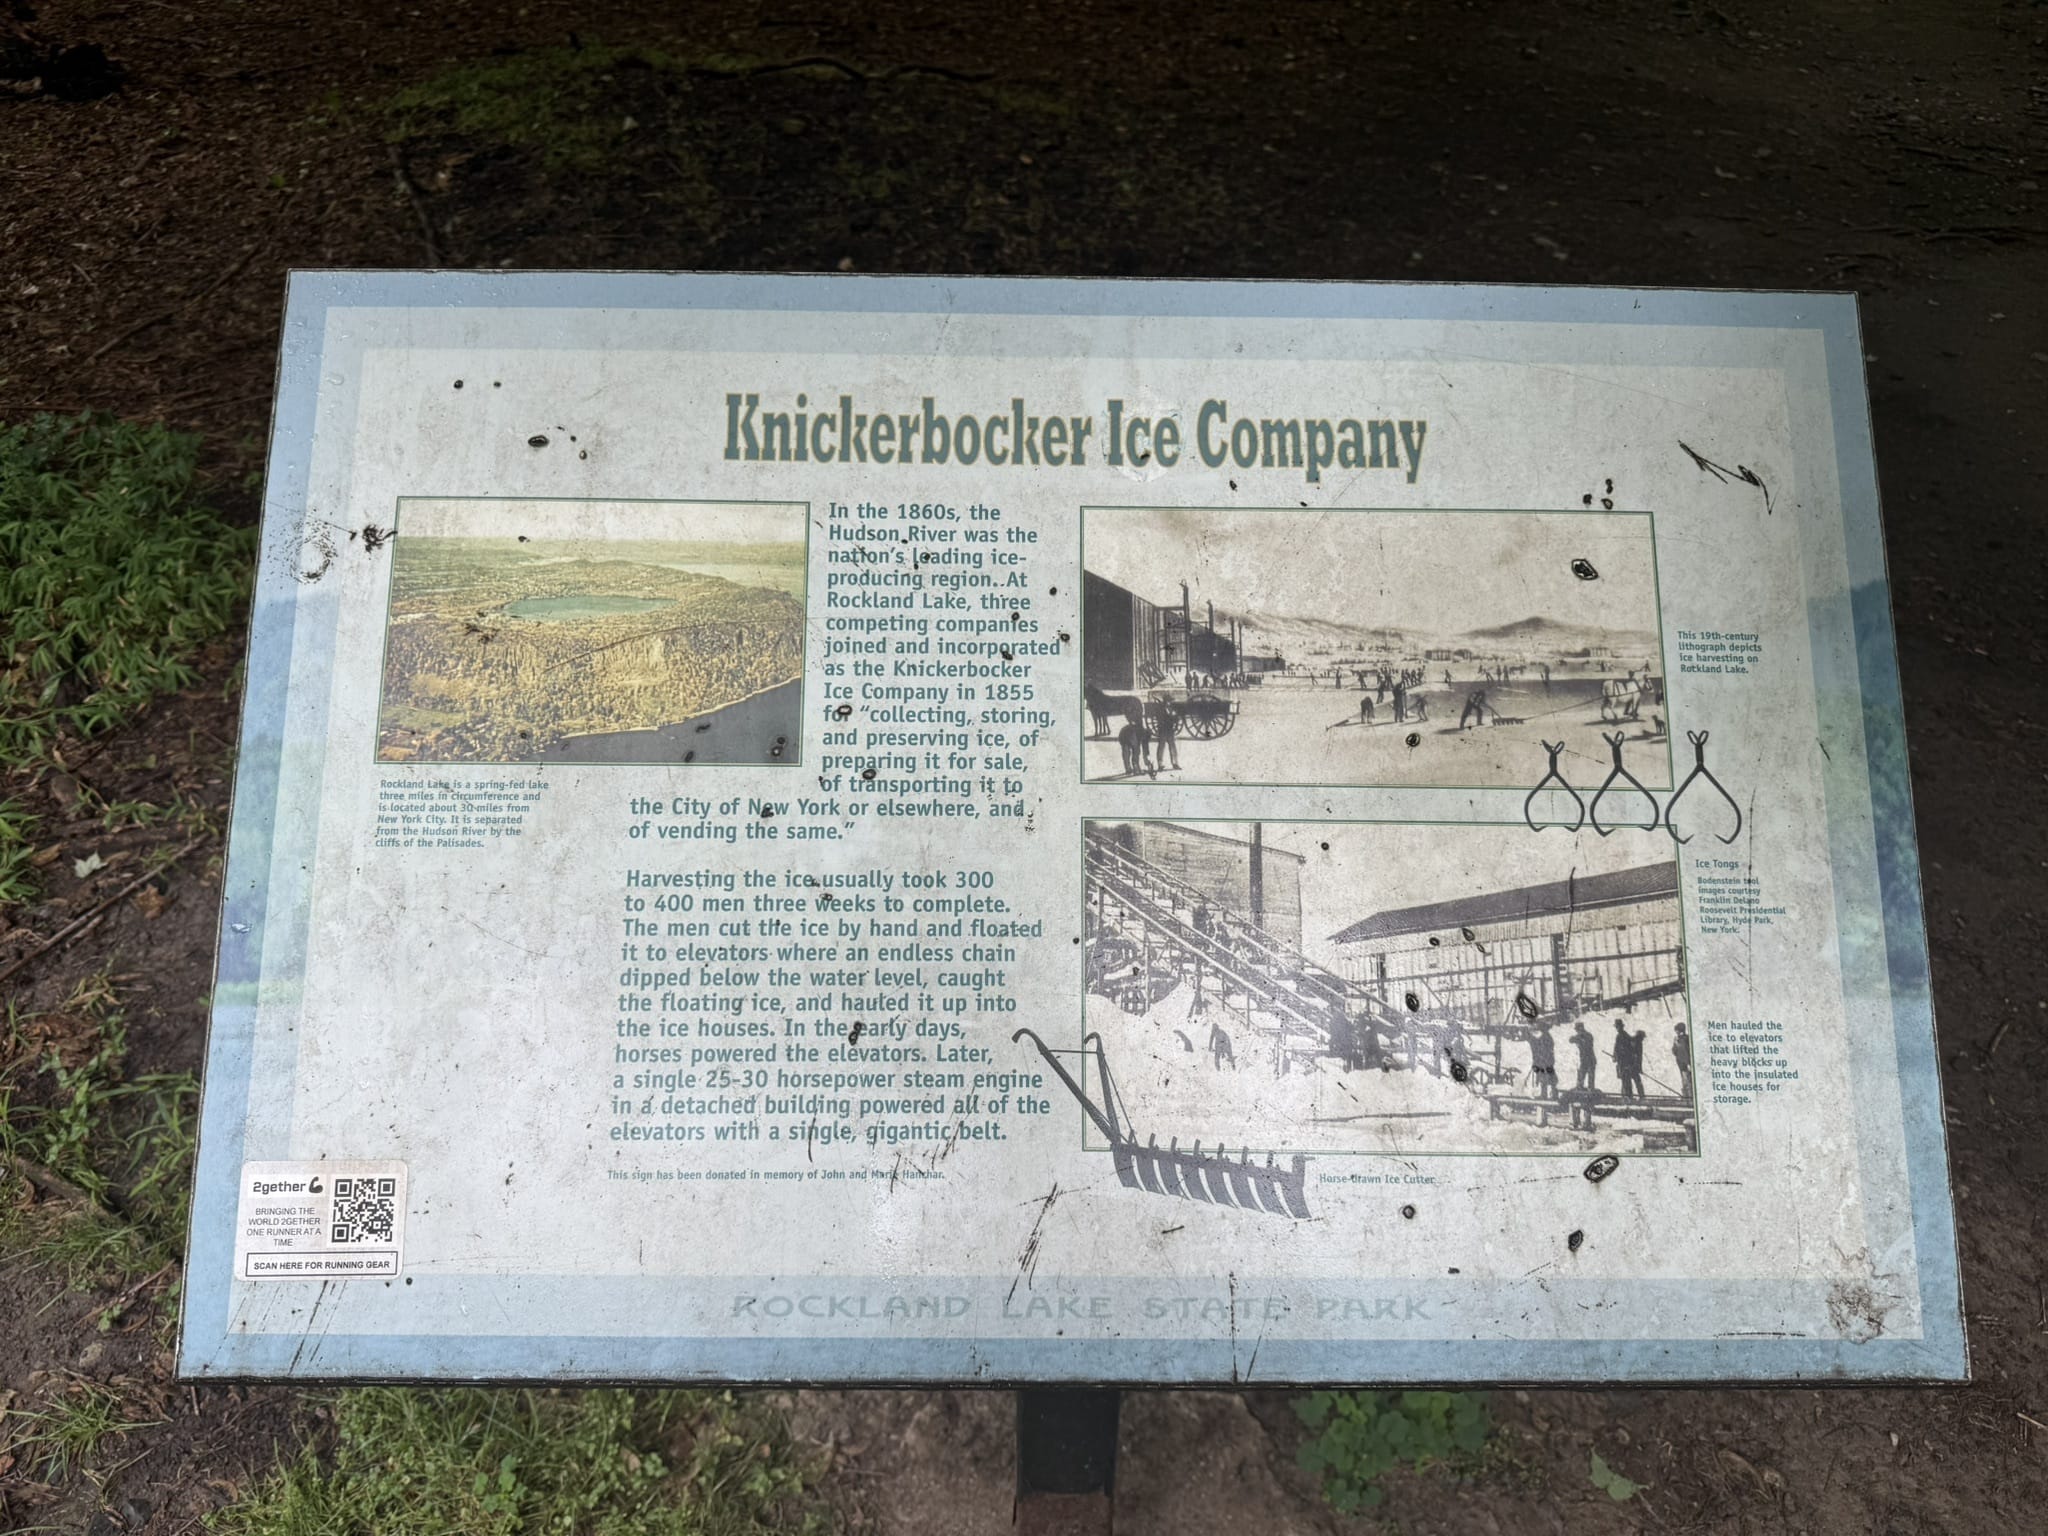 Knickerbocker Ice Company
In the 1860s, the
Hudson River was the
nation's leading ice-
producing region. At
Rockland Lake, three
competing companies
joined and incorporated
as the Knickerbocker
Ice Company in 1855
for “collecting, storing,
and preserving ice, of
preparing it for sale,
of transporting it to
the City of New York or elsewhere, and
of vending the same.”
Harvesting the ice usually took 300
to 400 men three weeks to complete.
The men cut the ice by hand and floated
it to elevators where an endless chain
dipped below the water level, caught
the floating ice, and hauled it up into
the ice houses. In the early days,
horses powered the elevators. Later,
a single 25-30 horsepower steam engine
in a detached building powered all of the
elevators with a single, gigantic belt.
This sign has been donated in memory of John and Marie
Rockland Lake is a spring-fed lake
three miles in circumference and
is located about 30 miles from
New York City. It is separated
from the Hudson River by the
cliffs of the Palisades.
This 19th-century
lithograph depicts
ice harvesting on
Rockland Lake.
Ice Tongs
Bodenstein tool
images courtesy
Franklin Delano
Roosevelt Presidential
Library, Hyde Park,
New York.
Men hauled the
ice to elevators
that lifted the
heavy blocks up
into the insulated
ice houses for
storage.
Horse-drawn Ice Cutter
2gether
BRINGING THE
WORLD 2GETHER
ONE RUNNER AT A
TIME
SCAN HERE FOR RUNNING GEAR
ROCKLAND LAKE STATE PARK